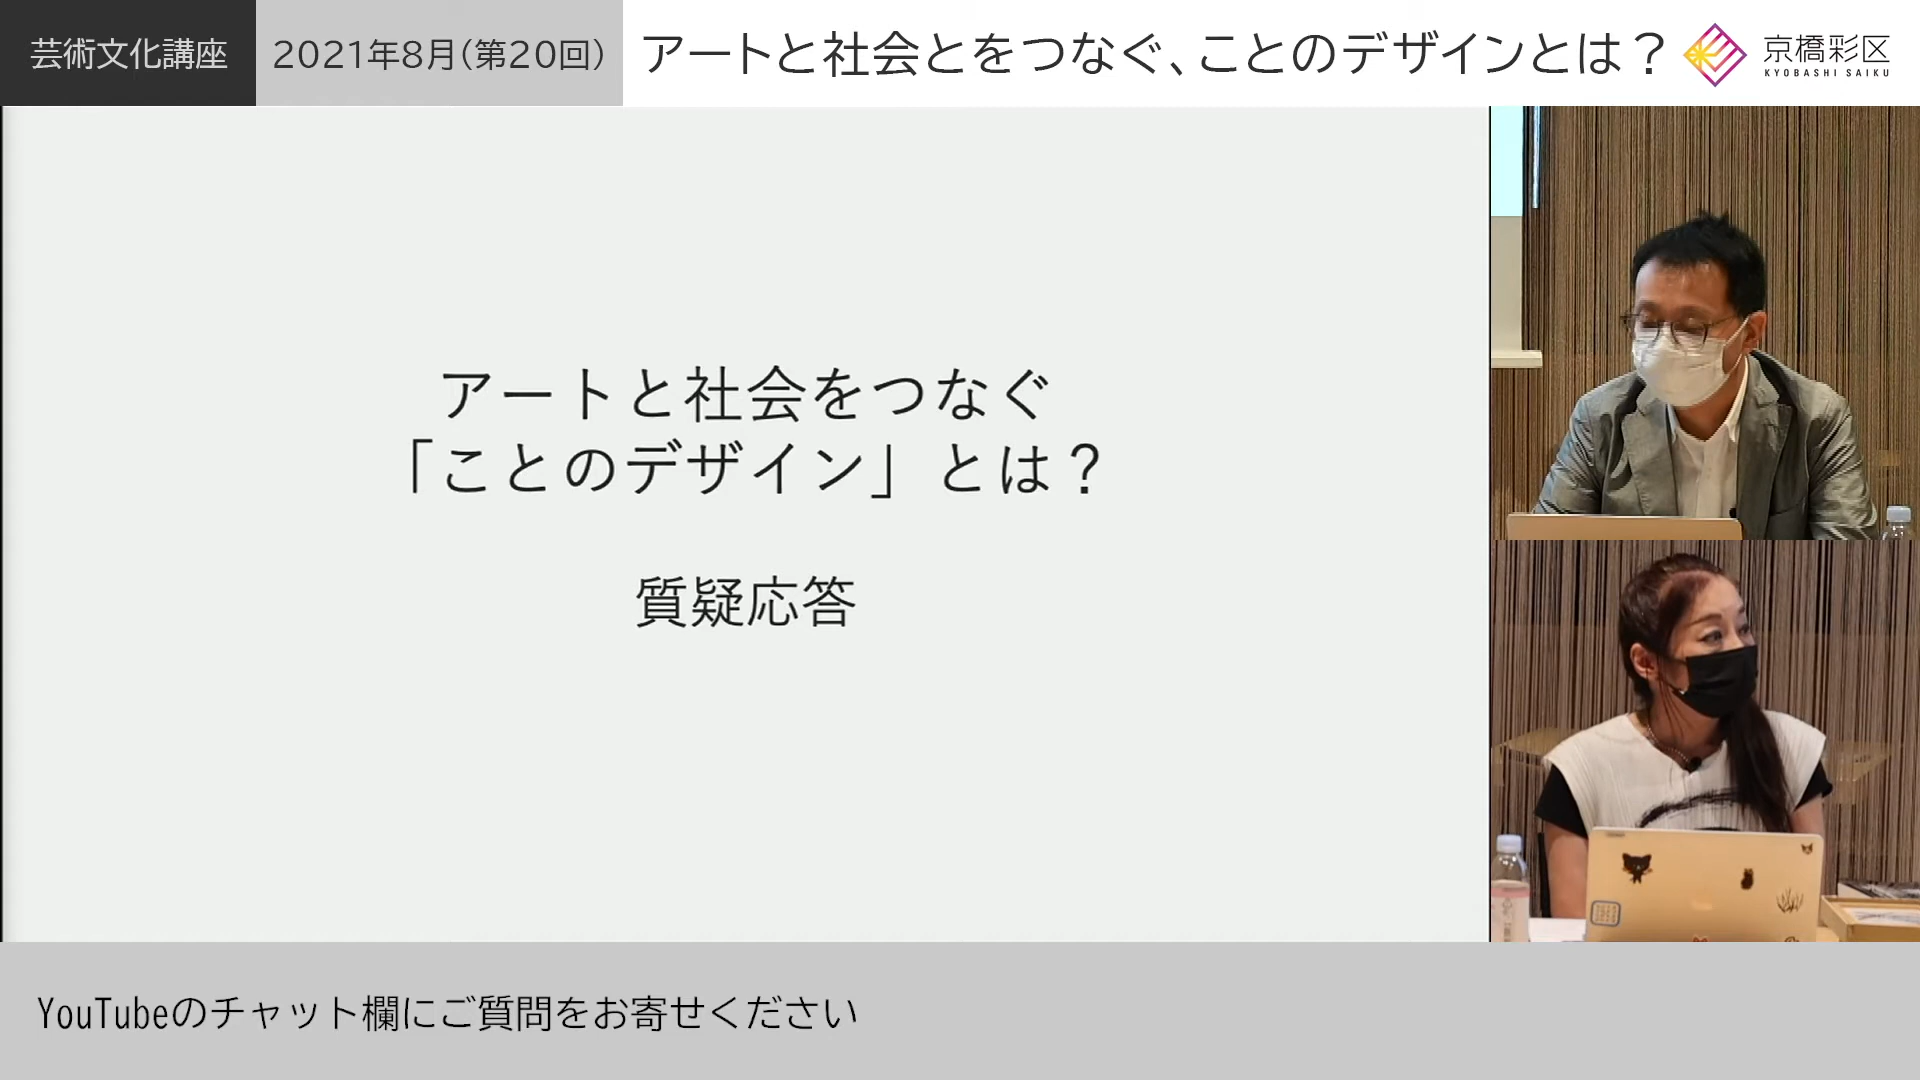 芸術文化講座
2021年8月(第20回)
アートと社会とをつなぐ、ことのデザインとは？
京橋彩区
KYOBASHI SAIKU
アートと社会をつなぐ
「ことのデザイン」とは？
質疑応答
YouTubeのチャット欄にご質問をお寄せください